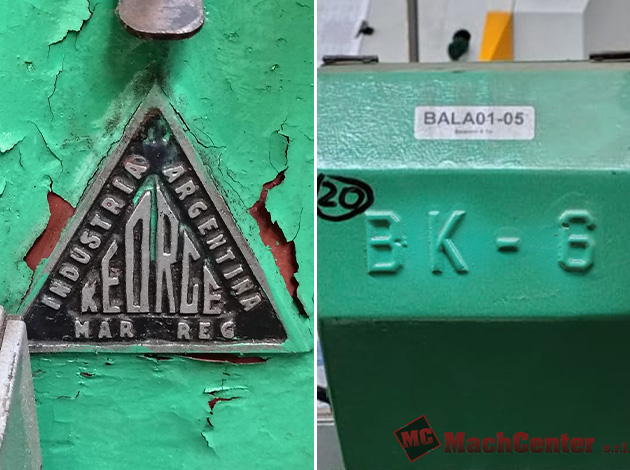 INDUSTRIA ARGENTINA
KEORGE
MAR REG
BALA01-05
20
BK-6
MC MachCenter s.r.l.